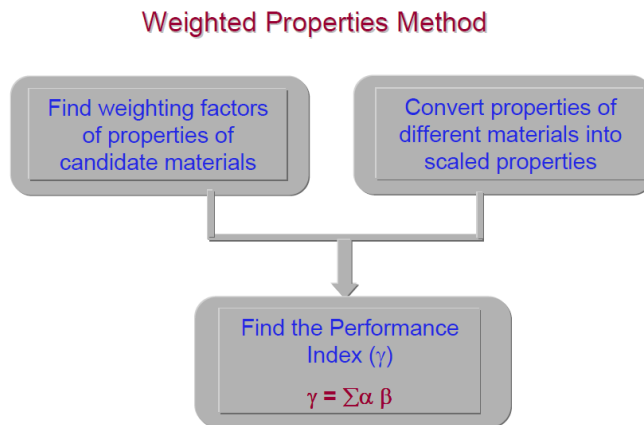 Weighted Properties Method
Find weighting factors
of properties of
candidate materials
Convert properties of
different materials into
scaled properties
Find the Performance
Index (γ)
γ = ∑α β